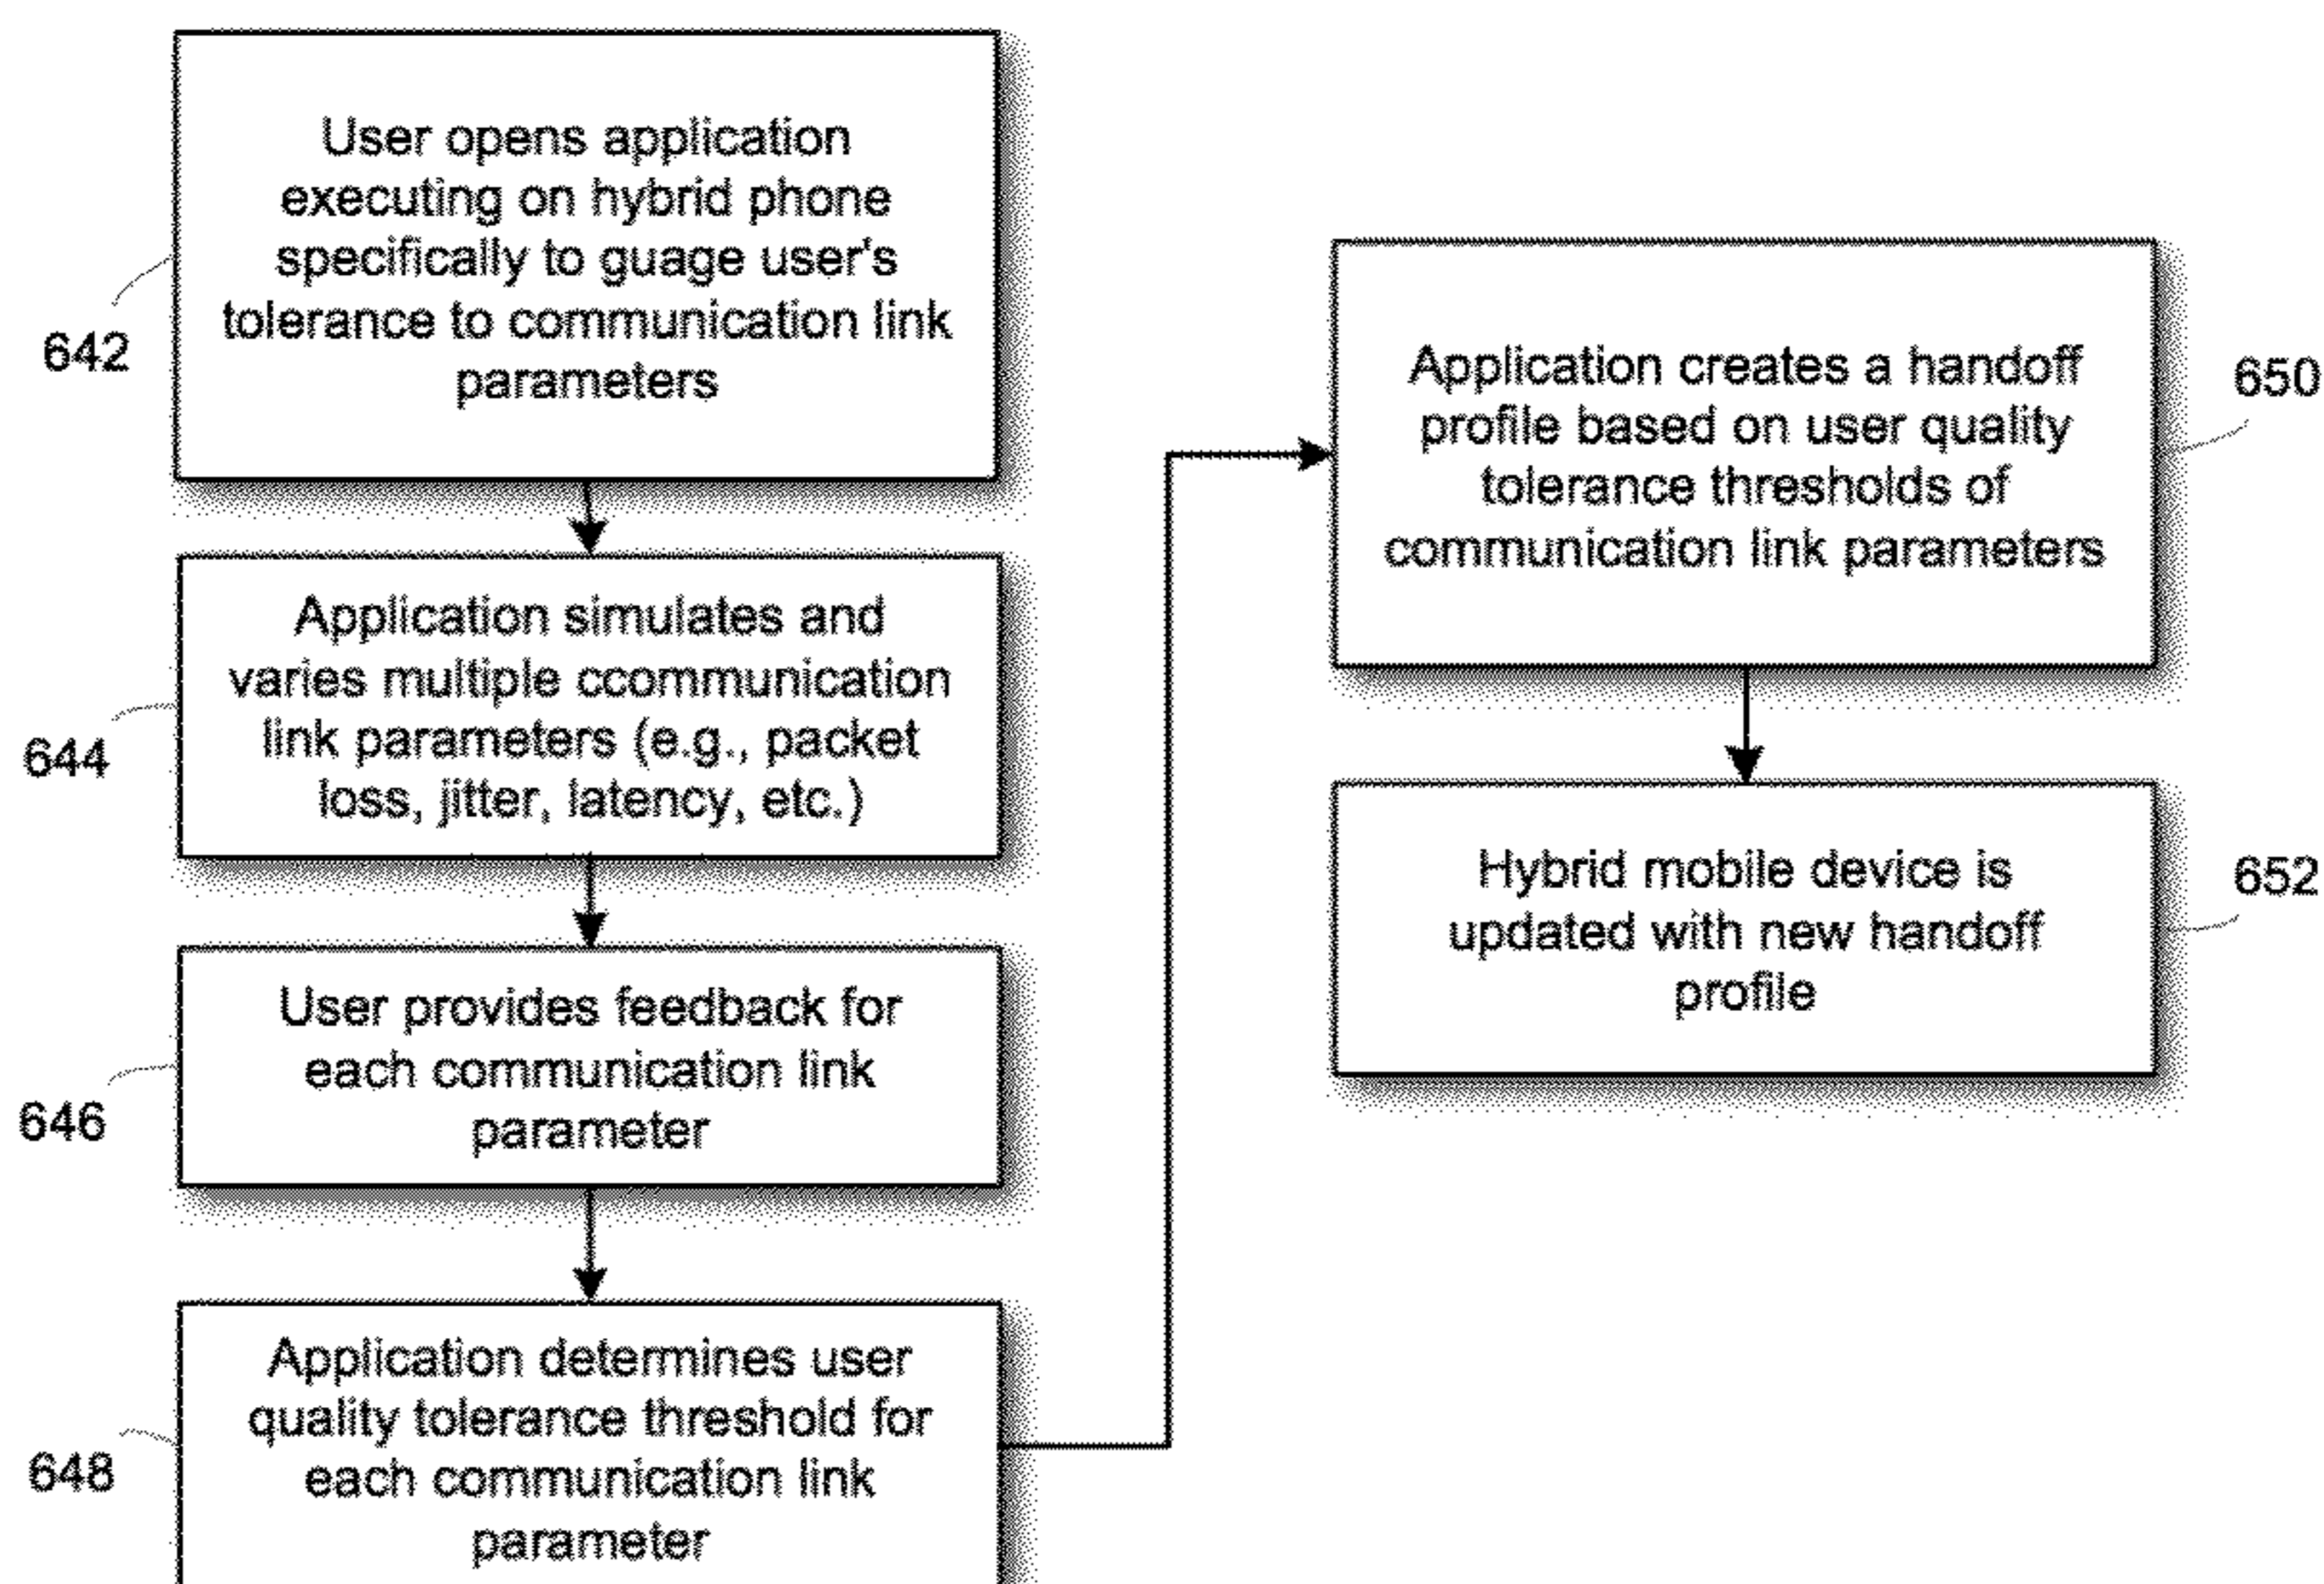 User opens application
executing on hybrid phone
specifically to guage user's
tolerance to communication link
parameters
642
Application simulates and
varies multiple ccommunication
link parameters (e.g., packet
loss, jitter, latency, etc.)
644
User provides feedback for
each communication link
parameter
646
Application determines user
quality tolerance threshold for
each communication link
parameter
648
Application creates a handoff
profile based on user quality
tolerance thresholds of
communication link parameters
650
Hybrid mobile device is
updated with new handoff
profile
652